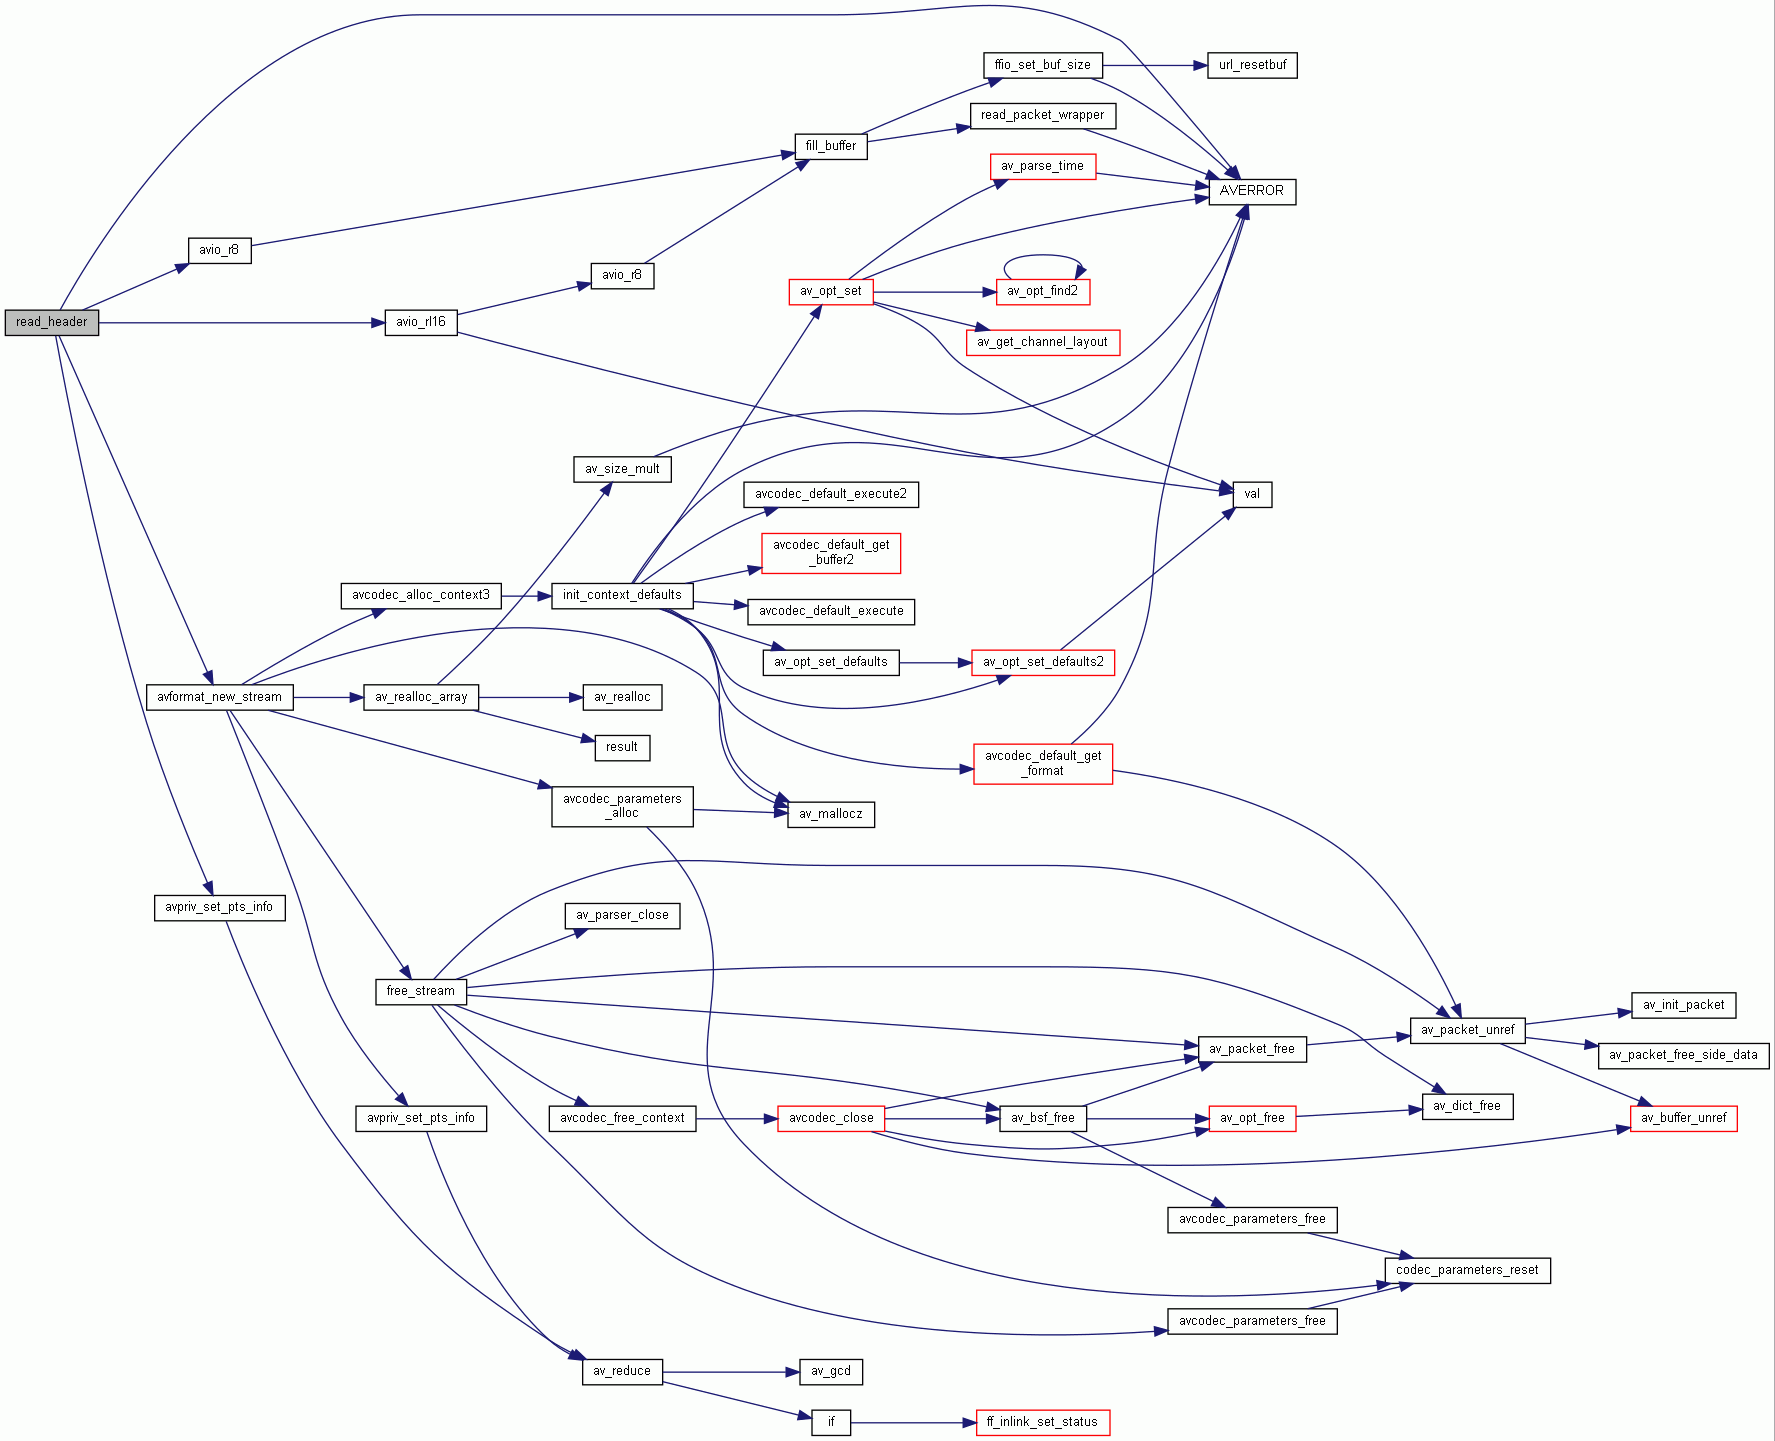 ffio_set_buf_size
url_resetbuf
read_packet_wrapper
fill_buffer
av_parse_time
AVERROR
avio_r8
avio_r8
av_opt_set
av_opt_find2
read_header
avio_rl16
av_get_channel_layout
av_size_mult
avcodec_default_execute2
val
avcodec_default_get
_buffer2
avcodec_alloc_context3
init_context_defaults
avcodec_default_execute
av_opt_set_defaults
av_opt_set_defaults2
avformat_new_stream
av_realloc_array
av_realloc
result
avcodec_default_get
_format
avcodec_parameters
_alloc
av_mallocz
avpriv_set_pts_info
av_parser_close
free_stream
av_init_packet
av_packet_unref
av_packet_free
av_packet_free_side_data
av_dict_free
avpriv_set_pts_info
avcodec_free_context
avcodec_close
av_bsf_free
av_opt_free
av_buffer_unref
avcodec_parameters_free
codec_parameters_reset
avcodec_parameters_free
av_reduce
av_gcd
if
ff_inlink_set_status